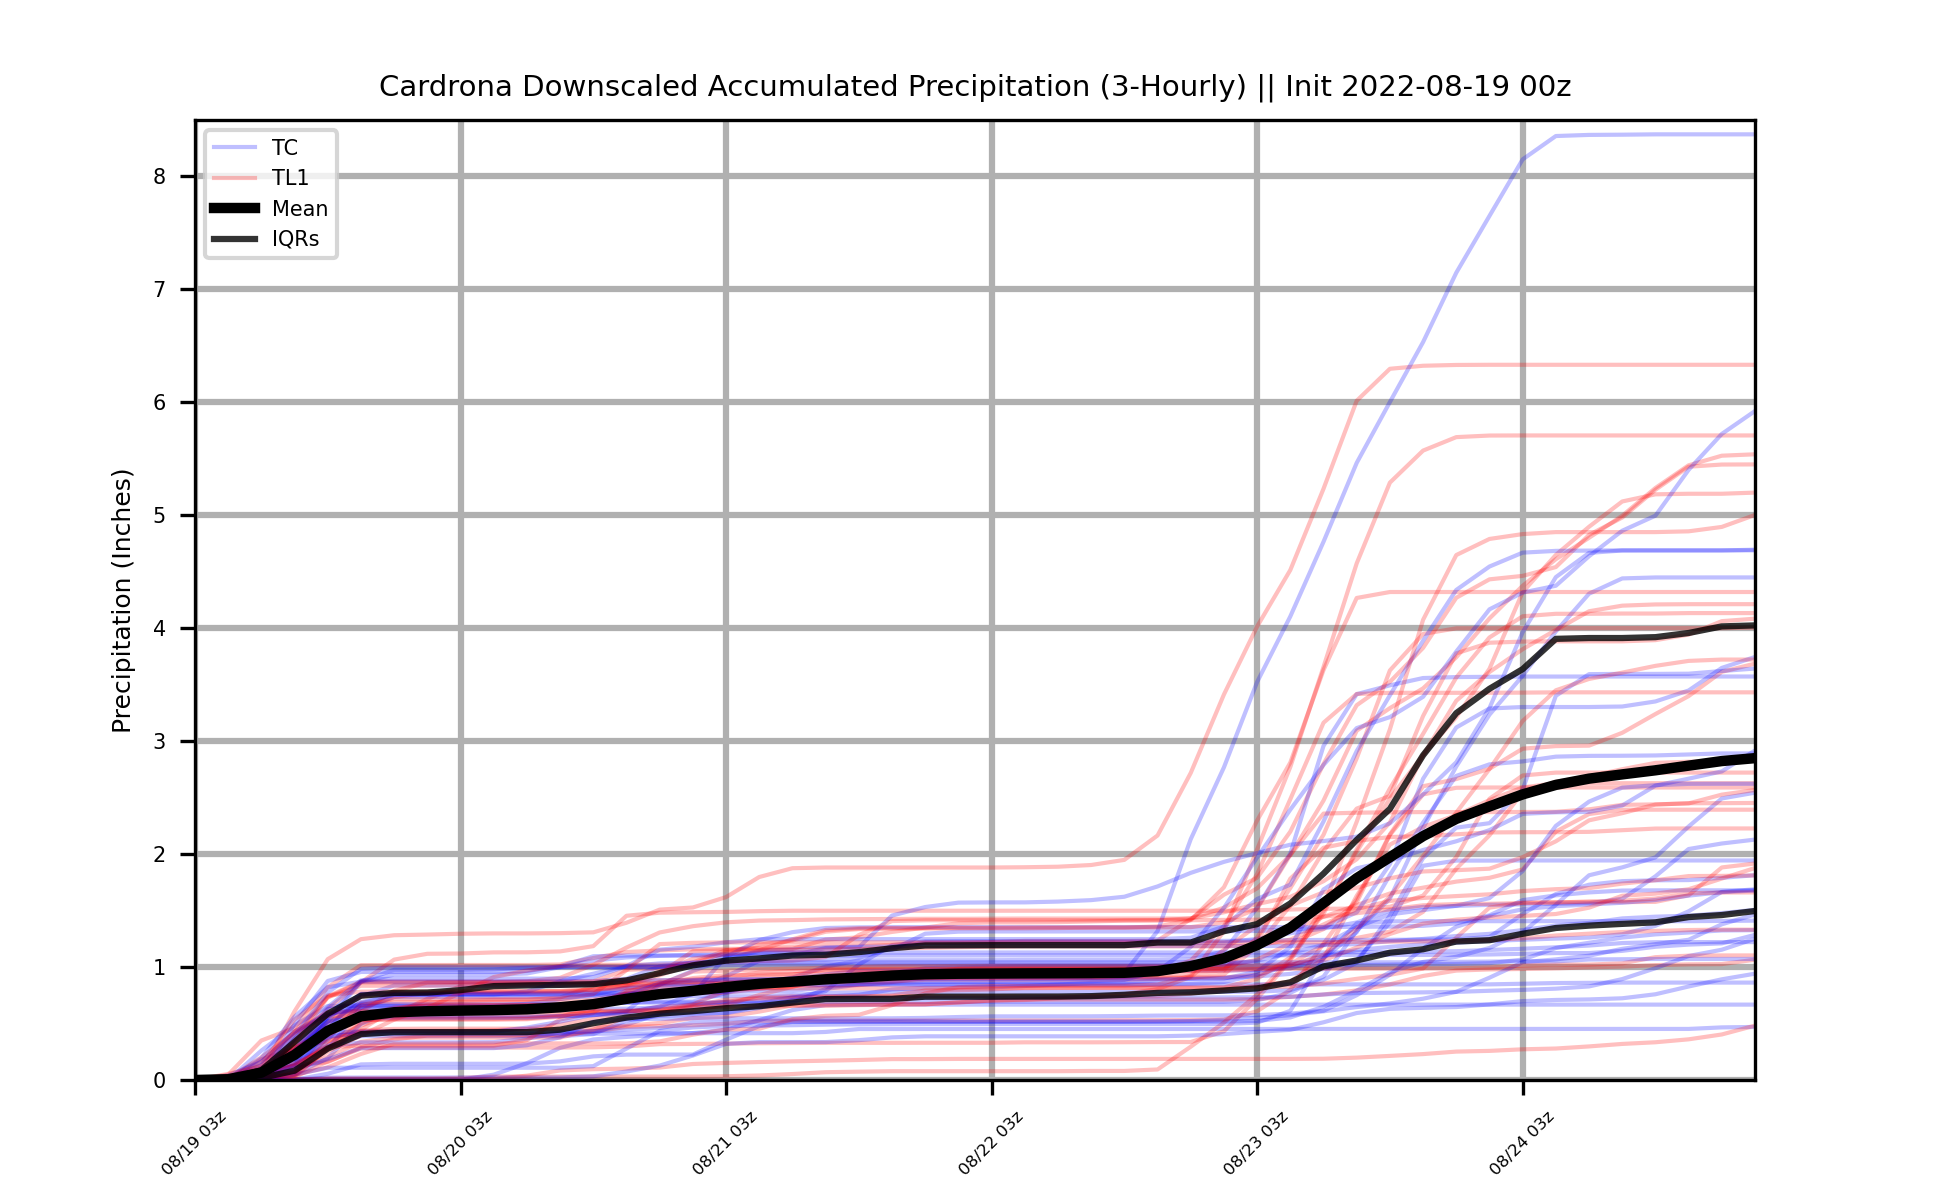 Cardrona Downscaled Accumulated Precipitation (3-Hourly) || Init 2022-08-19 00z
TC
TL1
Mean
IQRs
Precipitation (Inches)
8
7
6
5
4
3
2
1
0
08/19 03z
08/20 03z
08/21 03z
08/22 03z
08/23 03z
08/24 03z